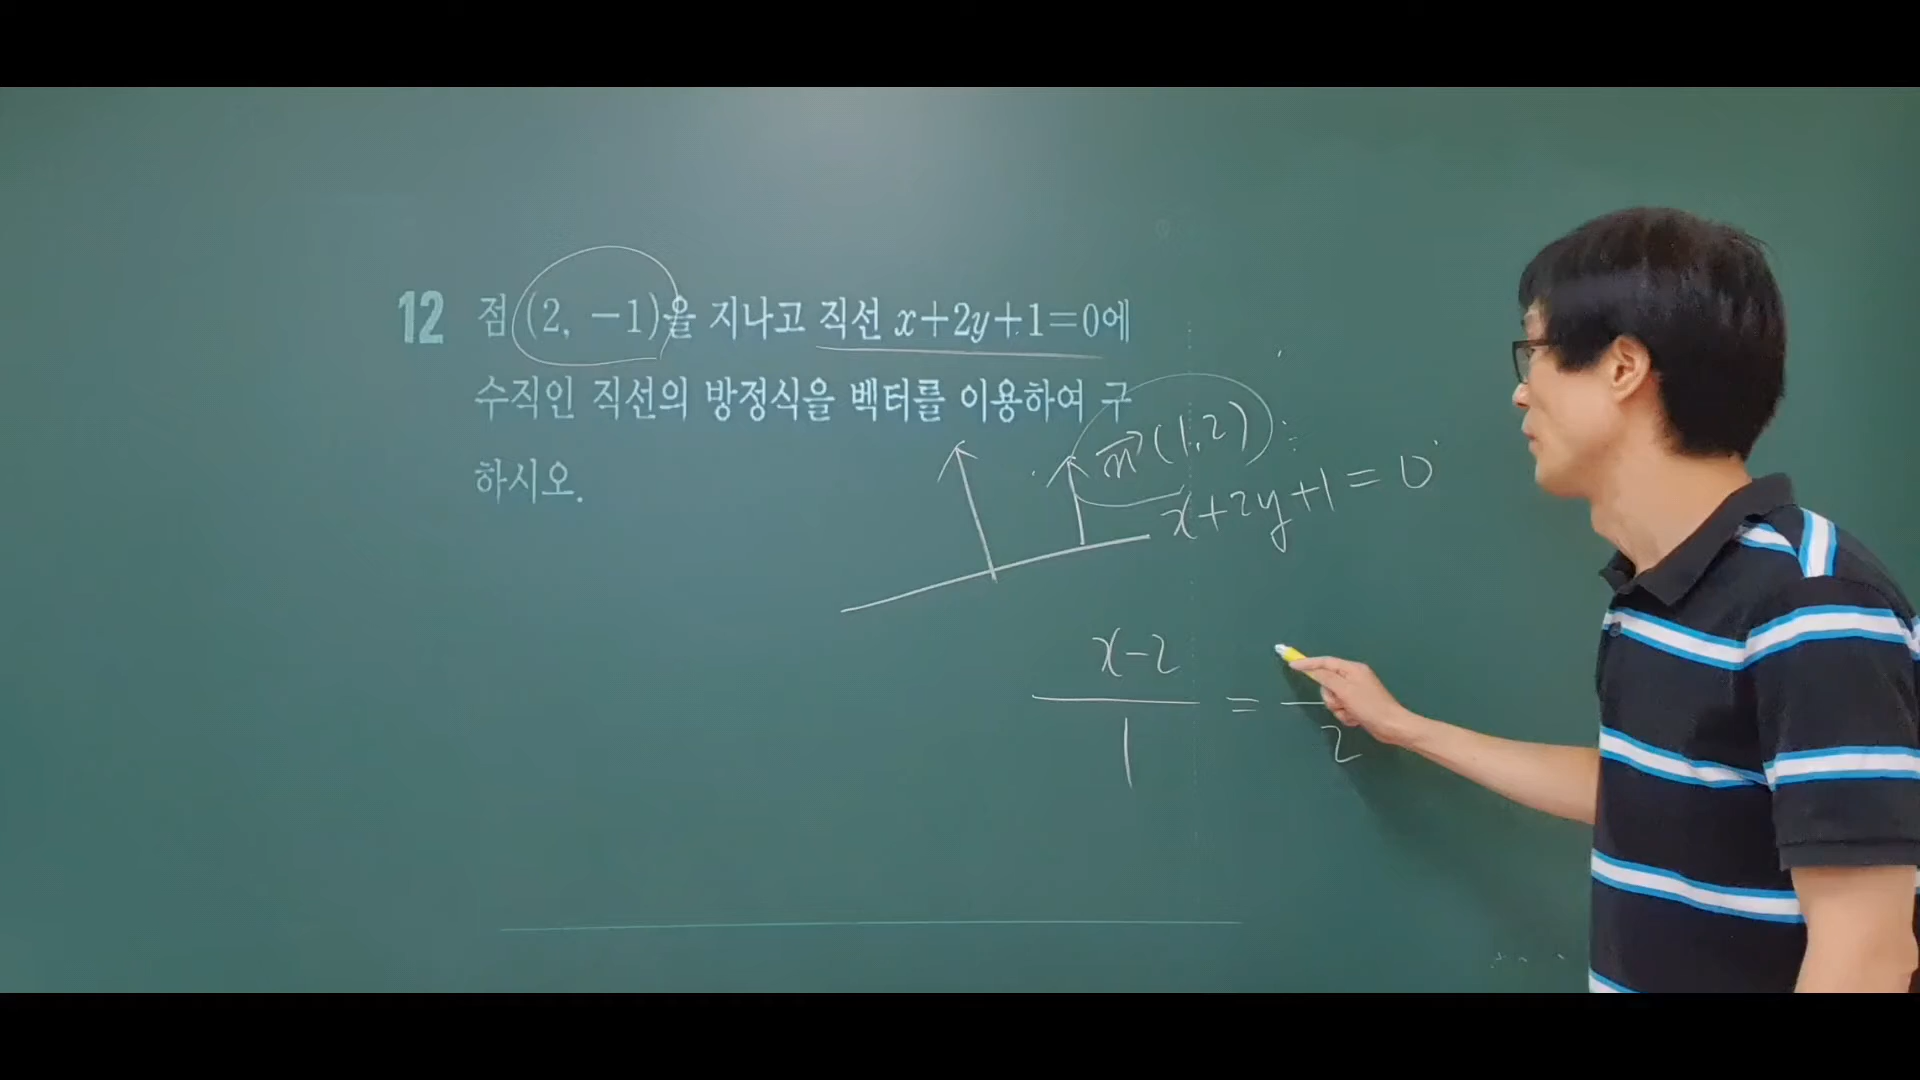 12 점 (2, −1)을 지나고 직선 x+2y+1=0에
수직인 직선의 방정식을 벡터를 이용하여 구
하시오.
n⃗(1,2)
x+2y+1=0
x-2
1
=
2